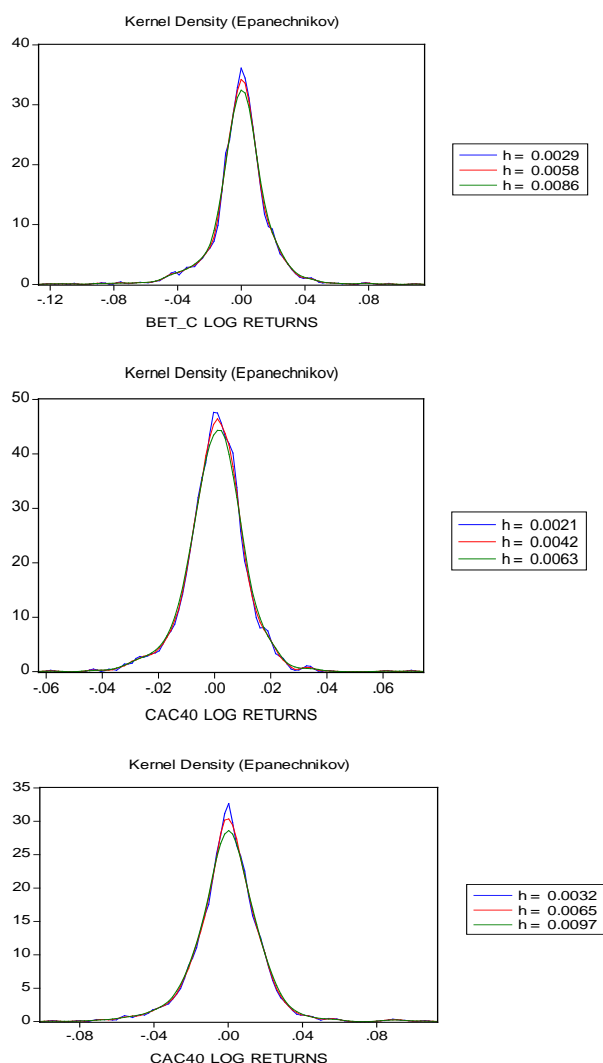 Kernel Density (Epanechnikov)
40
30
20
10
0
-.12 -.08 -.04 .00 .04 .08
BET_C LOG RETURNS
h = 0.0029
h = 0.0058
h = 0.0086
Kernel Density (Epanechnikov)
50
40
30
20
10
0
-.06 -.04 -.02 .00 .02 .04 .06
CAC40 LOG RETURNS
h = 0.0021
h = 0.0042
h = 0.0063
Kernel Density (Epanechnikov)
35
30
25
20
15
10
5
0
-.08 -.04 .00 .04 .08
CAC40 LOG RETURNS
h = 0.0032
h = 0.0065
h = 0.0097